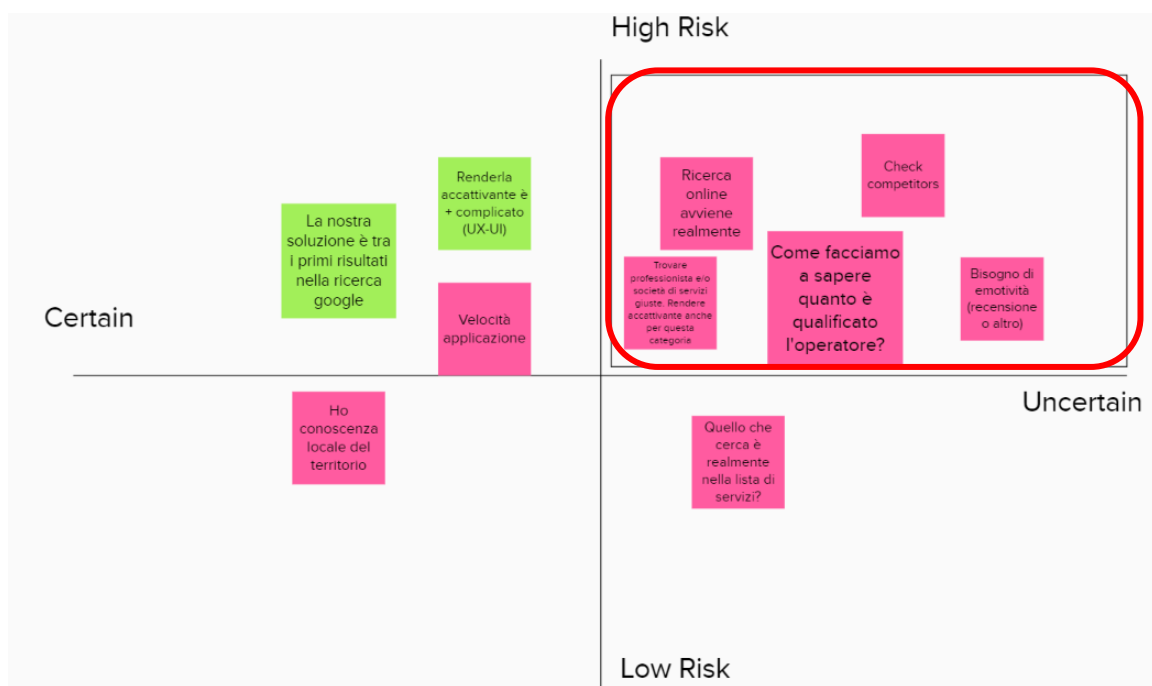 High Risk
Renderla
accattivante è
+ complicato
(UX-UI)
La nostra
soluzione è tra
i primi risultati
nella ricerca
google
Certain
Velocità
applicazione
Ricerca
online
avviene
realmente
Check
competitors
Trovare
professionista e/o
società di servizi
giuste. Rendere
accattivante anche
per questa
categoria
Come facciamo
a sapere
quanto è
qualificato
l'operatore?
Bisogno di
emotività
(recensione
o altro)
Uncertain
Ho
conoscenza
locale del
territorio
Quello che
cerca è
realmente
nella lista di
servizi?
Low Risk